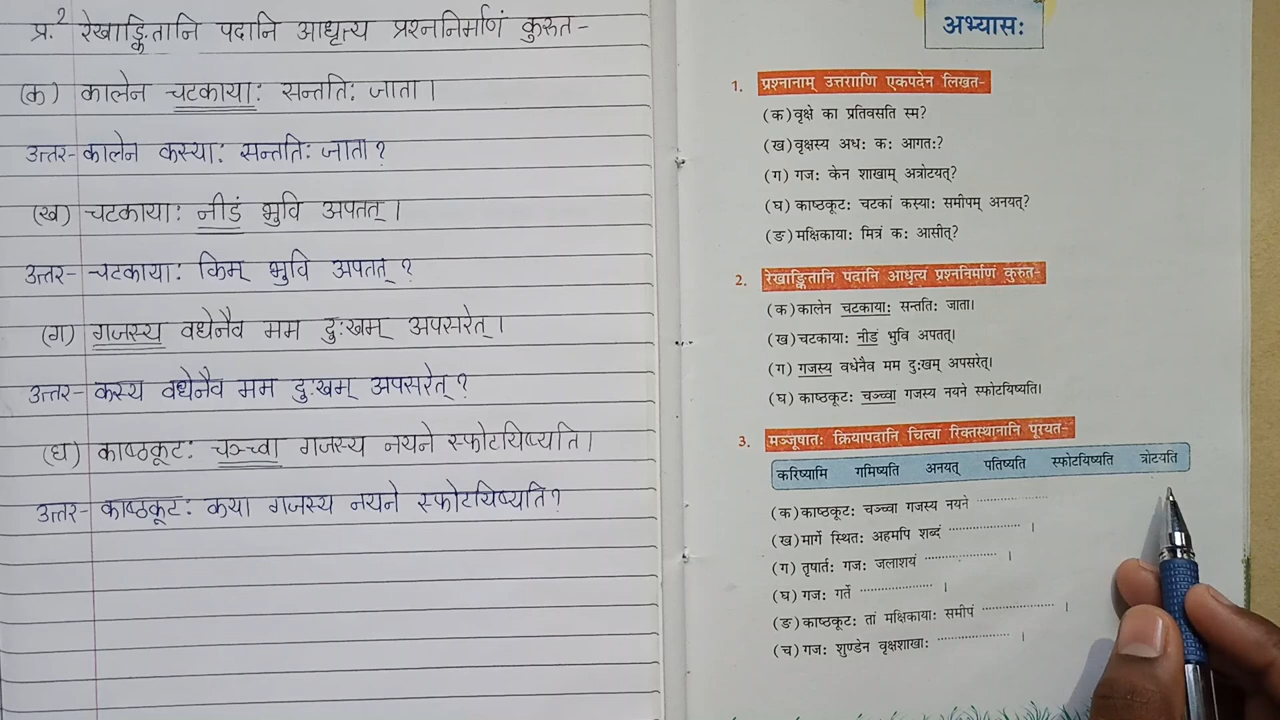 प्र.२ रेखाङ्कितानि पदानि आधृत्य प्रश्ननिर्माणं कुरुत-
(क) कालेन चटकायाः सन्ततिः जाता।
उत्तर- कालेन कस्याः सन्ततिः जाता?
(ख) चटकायाः नीडं भुवि अपतत्।
उत्तर- चटकायाः किम् भुवि अपतत्?
(ग) गजस्य वधेनैव मम दुःखम् अपसरेत्।
उत्तर- कस्य वधेनैव मम दुःखम् अपसरेत्?
(घ) काष्ठकूटः चञ्च्वा गजस्य नयने स्फोटयिष्यति।
उत्तर- काष्ठकूटः कया गजस्य नयने स्फोटयिष्यति?
अभ्यासः
1. प्रश्नानाम् उत्तराणि एकपदेन लिखत-
(क) वृक्षे का प्रतिवसति स्म?
(ख) वृक्षस्य अधः कः आगतः?
(ग) गजः केन शाखाम् अत्रोटयत्?
(घ) काष्ठकूटः चटकां कस्याः समीपम् अनयत्?
(ङ) मक्षिकायाः मित्रं कः आसीत्?
2. रेखाङ्कितानि पदानि आधृत्य प्रश्ननिर्माणं कुरुत-
(क) कालेन चटकायाः सन्ततिः जाता।
(ख) चटकायाः नीडं भुवि अपतत्।
(ग) गजस्य वधेनैव मम दुःखम् अपसरेत्।
(घ) काष्ठकूटः चञ्च्वा गजस्य नयने स्फोटयिष्यति।
3. मञ्जूषातः क्रियापदानि चित्वा रिक्तस्थानानि पूरयत-
करिष्यामि गमिष्यति अनयत् पतिष्यति स्फोटयिष्यति त्रोटयति
(क) काष्ठकूटः चञ्च्वा गजस्य नयने ..................
(ख) मार्गे स्थितः अहमपि शब्दं .................. ।
(ग) तृषार्तः गजः जलाशयं .................. ।
(घ) गजः गर्ते .................. ।
(ङ) काष्ठकूटः तां मक्षिकायाः समीपं .................. ।
(च) गजः शुण्डेन वृक्षशाखाः .................. ।